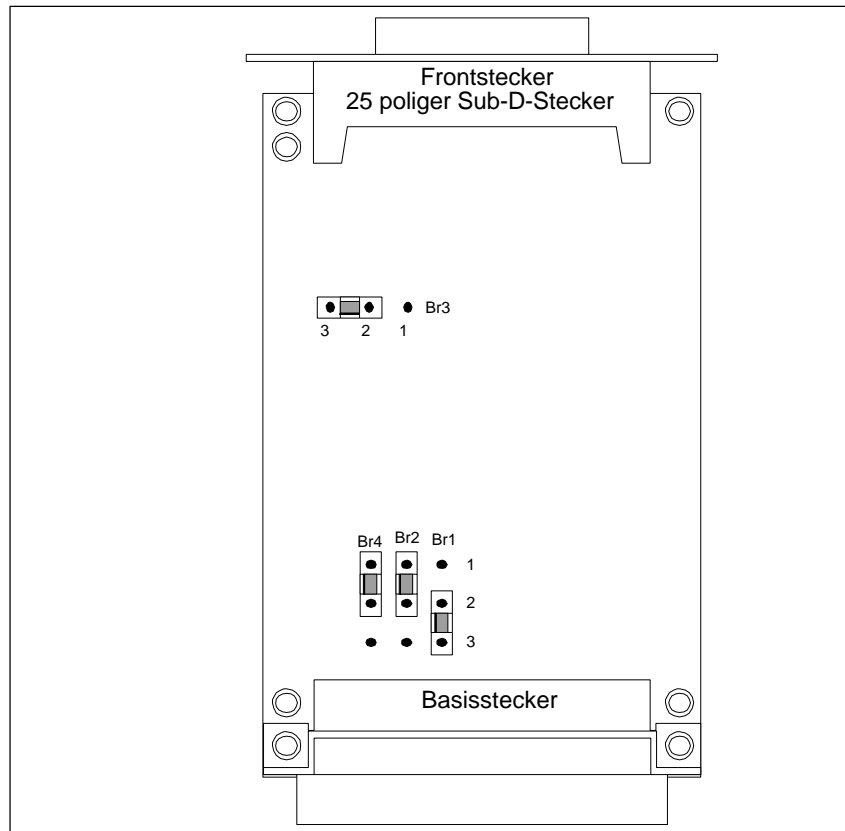 Frontstecker
25 poliger Sub-D-Stecker
Br3
3 2 1
Br4 Br2 Br1
1
2
3
Basisstecker